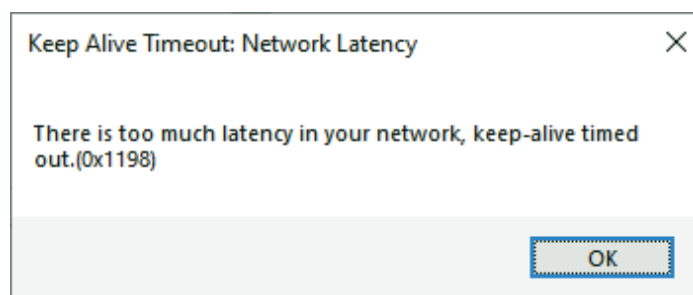 Keep Alive Timeout: Network Latency
There is too much latency in your network, keep-alive timed
out.(0x1198)
OK